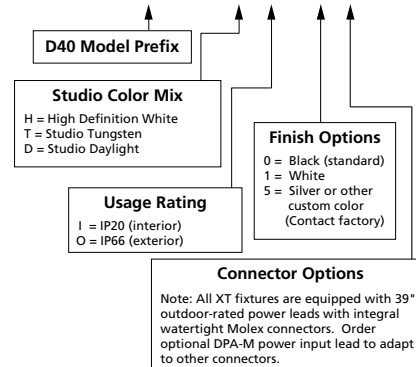 D40 Model Prefix
Studio Color Mix
H = High Definition White
T = Studio Tungsten
D = Studio Daylight
Usage Rating
I = IP20 (interior)
O = IP66 (exterior)
Finish Options
0 = Black (standard)
1 = White
5 = Silver or other
custom color
(Contact factory)
Connector Options
Note: All XT fixtures are equipped with 39"
outdoor-rated power leads with integral
watertight Molex connectors. Order
optional DPA-M power input lead to adapt
to other connectors.